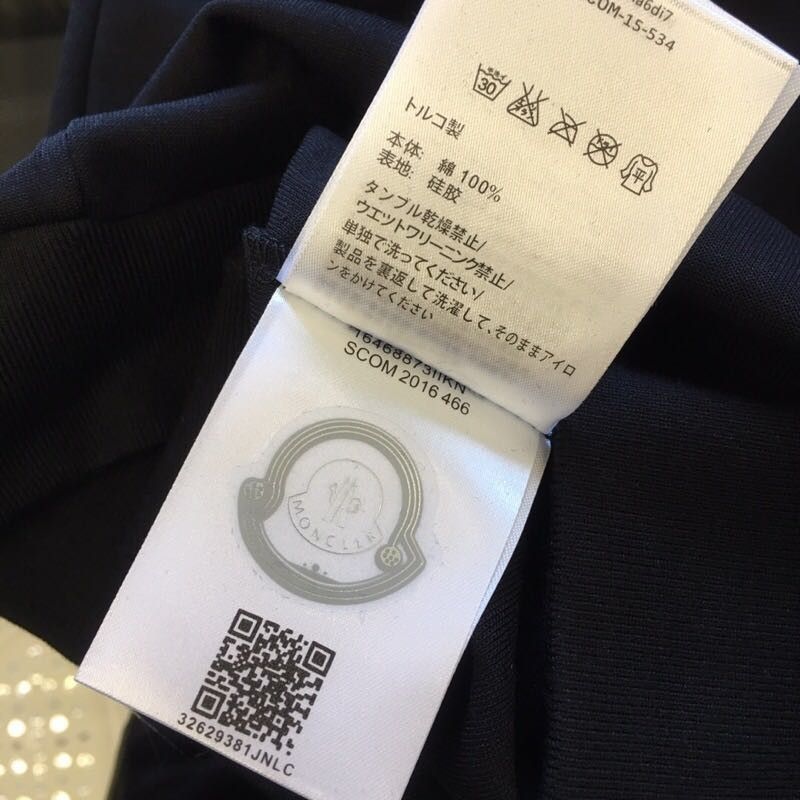 a6di7
COM-15-534
30
平
トルコ製
本体: 綿 100%
表地: 硅胶
タンブル乾燥禁止/
ウエットワリーニング禁止/
単独で洗ってください/
製品を裏返して洗濯して、そのままアイロ
ンをかけてください
SCOM 2016 466
MONCLER
32629381JNLC